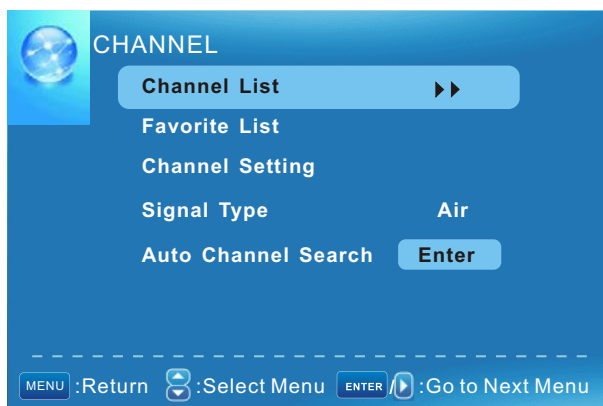 CHANNEL
Channel List
Favorite List
Channel Setting
Signal Type Air
Auto Channel Search Enter
MENU :Return :Select Menu ENTER / :Go to Next Menu